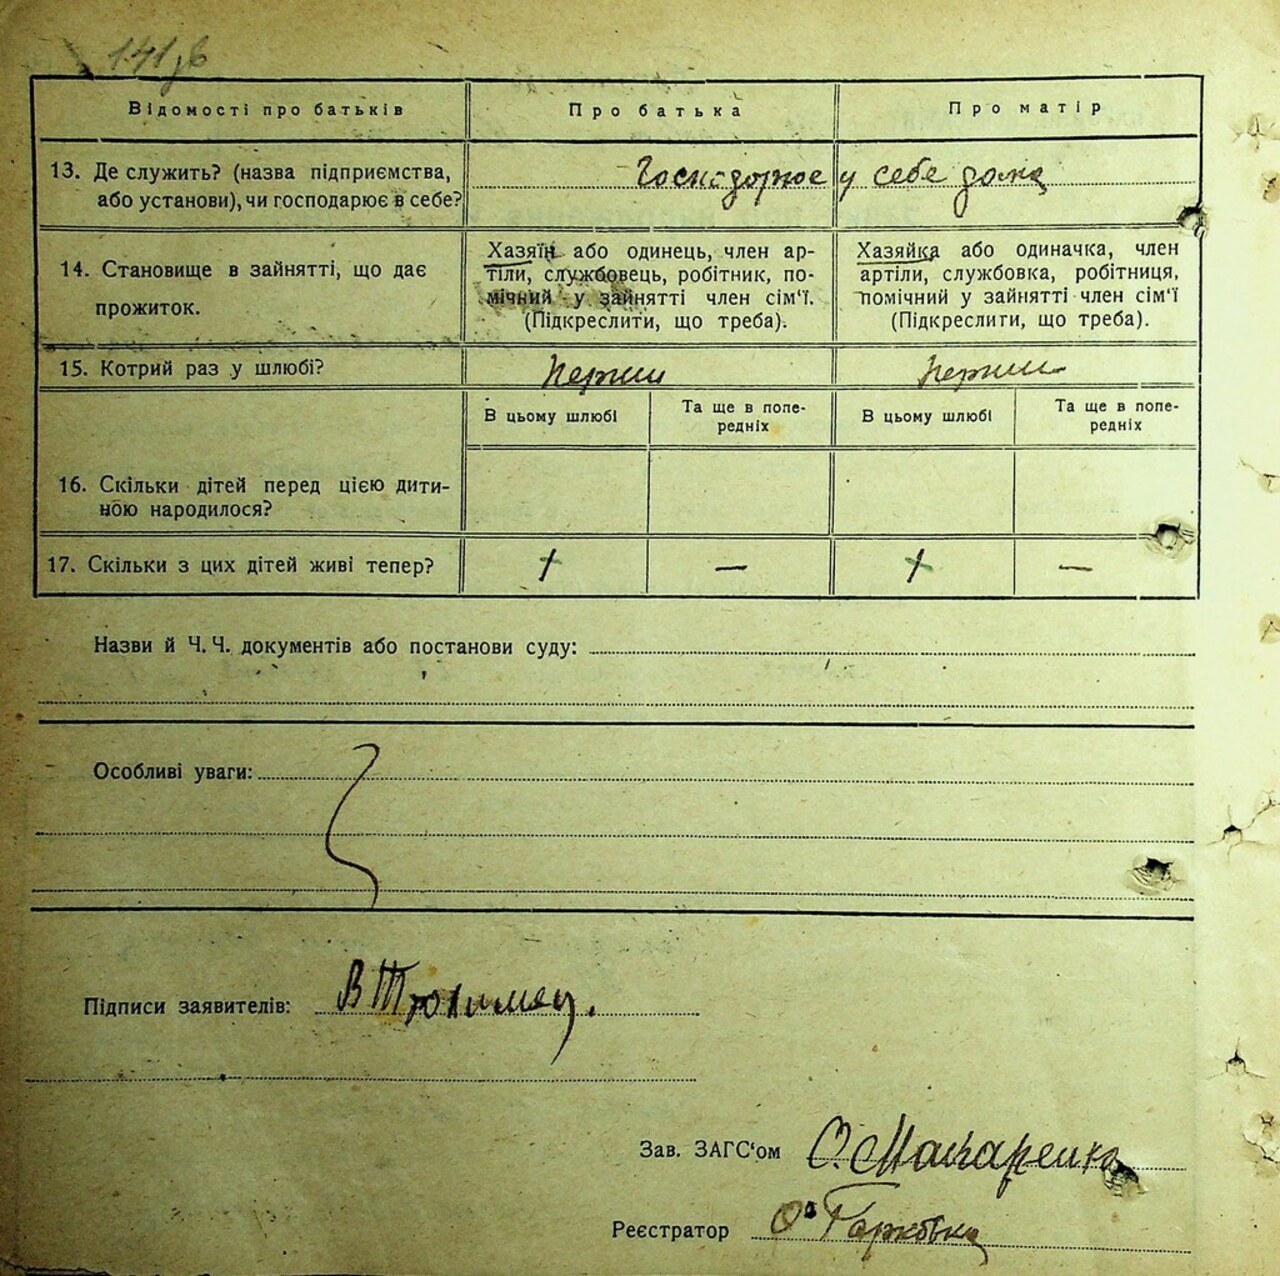 141зв
Відомості про батьків Про батька Про матір
13. Де служить? (назва підприємства, або установи), чи господарює в себе?
Господорює у себе дома
14. Становище в зайнятті, що дає прожиток.
Хазяїн або одинець, член ар-
тіли, службовець, робітник, по-
мічний у зайнятті член сім‘ї.
(Підкреслити, що треба).
Хазяйка або одиначка, член
артіли, службовка, робітниця,
помічний у зайнятті член сім‘ї
(Підкреслити, що треба).
15. Котрий раз у шлюбі?
В цьому шлюбі
Та ще в попе-
редніх
В цьому шлюбі
Та ще в попе-
редніх
16. Скільки дітей перед цією дити-
ною народилося?
17. Скільки з цих дітей живі тепер? 1 — 1 —
Назви й Ч. Ч. документів або постанови суду:
Особливі уваги:
Підписи заявителів:
Зав. ЗАГС‘ом О. Макаренко
Реєстратор